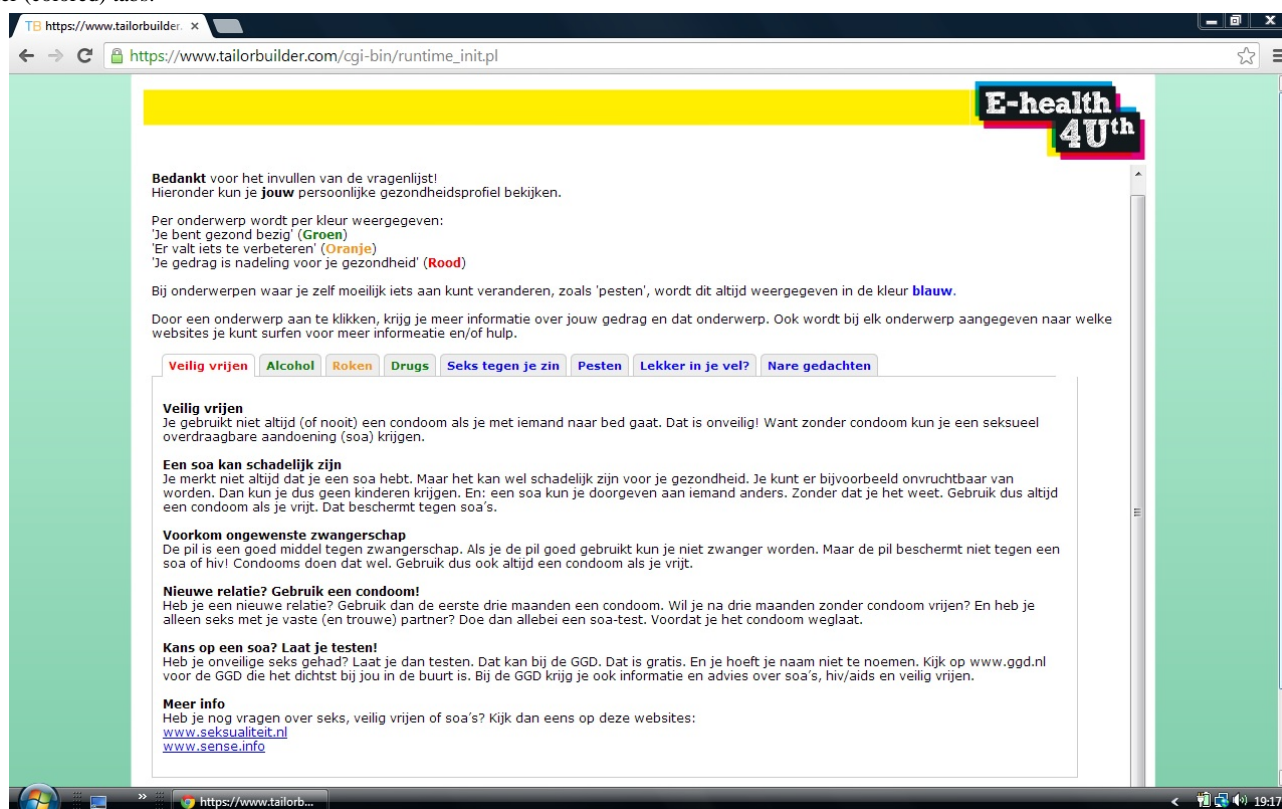 er (colored) tabs.
TB https://www.tailorbuilder. ×
https://www.tailorbuilder.com/cgi-bin/runtime_init.pl
E-health
4Uth
Bedankt voor het invullen van de vragenlijst!
Hieronder kun je jouw persoonlijke gezondheidsprofiel bekijken.
Per onderwerp wordt per kleur weergegeven:
'Je bent gezond bezig' (Groen)
'Er valt iets te verbeteren' (Oranje)
'Je gedrag is nadeling voor je gezondheid' (Rood)
Bij onderwerpen waar je zelf moeilijk iets aan kunt veranderen, zoals 'pesten', wordt dit altijd weergegeven in de kleur blauw.
Door een onderwerp aan te klikken, krijg je meer informatie over jouw gedrag en dat onderwerp. Ook wordt bij elk onderwerp aangegeven naar welke
websites je kunt surfen voor meer informeatie en/of hulp.
Veilig vrijen Alcohol Roken Drugs Seks tegen je zin Pesten Lekker in je vel? Nare gedachten
Veilig vrijen
Je gebruikt niet altijd (of nooit) een condoom als je met iemand naar bed gaat. Dat is onveilig! Want zonder condoom kun je een seksueel
overdraagbare aandoening (soa) krijgen.
Een soa kan schadelijk zijn
Je merkt niet altijd dat je een soa hebt. Maar het kan wel schadelijk zijn voor je gezondheid. Je kunt er bijvoorbeeld onvruchtbaar van
worden. Dan kun je dus geen kinderen krijgen. En: een soa kun je doorgeven aan iemand anders. Zonder dat je het weet. Gebruik dus altijd
een condoom als je vrijt. Dat beschermt tegen soa's.
Voorkom ongewenste zwangerschap
De pil is een goed middel tegen zwangerschap. Als je de pil goed gebruikt kun je niet zwanger worden. Maar de pil beschermt niet tegen een
soa of hiv! Condooms doen dat wel. Gebruik dus ook altijd een condoom als je vrijt.
Nieuwe relatie? Gebruik een condoom!
Heb je een nieuwe relatie? Gebruik dan de eerste drie maanden een condoom. Wil je na drie maanden zonder condoom vrijen? En heb je
alleen seks met je vaste (en trouwe) partner? Doe dan allebei een soa-test. Voordat je het condoom weglaat.
Kans op een soa? Laat je testen!
Heb je onveilige seks gehad? Laat je dan testen. Dat kan bij de GGD. Dat is gratis. En je hoeft je naam niet te noemen. Kijk op www.ggd.nl
voor de GGD die het dichtst bij jou in de buurt is. Bij de GGD krijg je ook informatie en advies over soa's, hiv/aids en veilig vrijen.
Meer info
Heb je nog vragen over seks, veilig vrijen of soa's? Kijk dan eens op deze websites:
www.seksualiteit.nl
www.sense.info
https://www.tailorb...
19:17